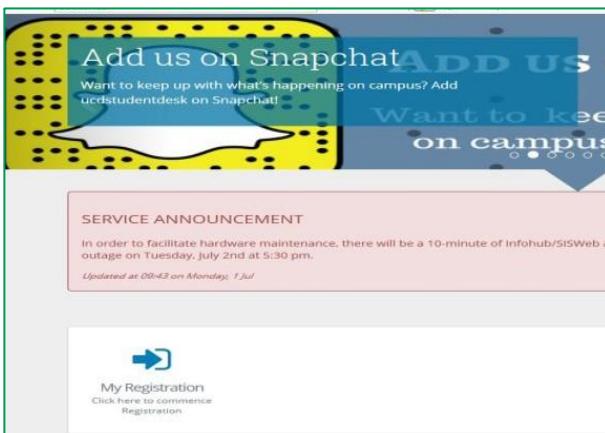 Add us on Snapchat
Want to keep up with what's happening on campus? Add
ucdstudentdesk on Snapchat!
ADD US
Want to kee
on campus
SERVICE ANNOUNCEMENT
In order to facilitate hardware maintenance, there will be a 10-minute of Infohub/SISWeb a
outage on Tuesday, July 2nd at 5:30 pm.
Updated at 09:43 on Monday, 1 Jul
My Registration
Click here to commence
Registration